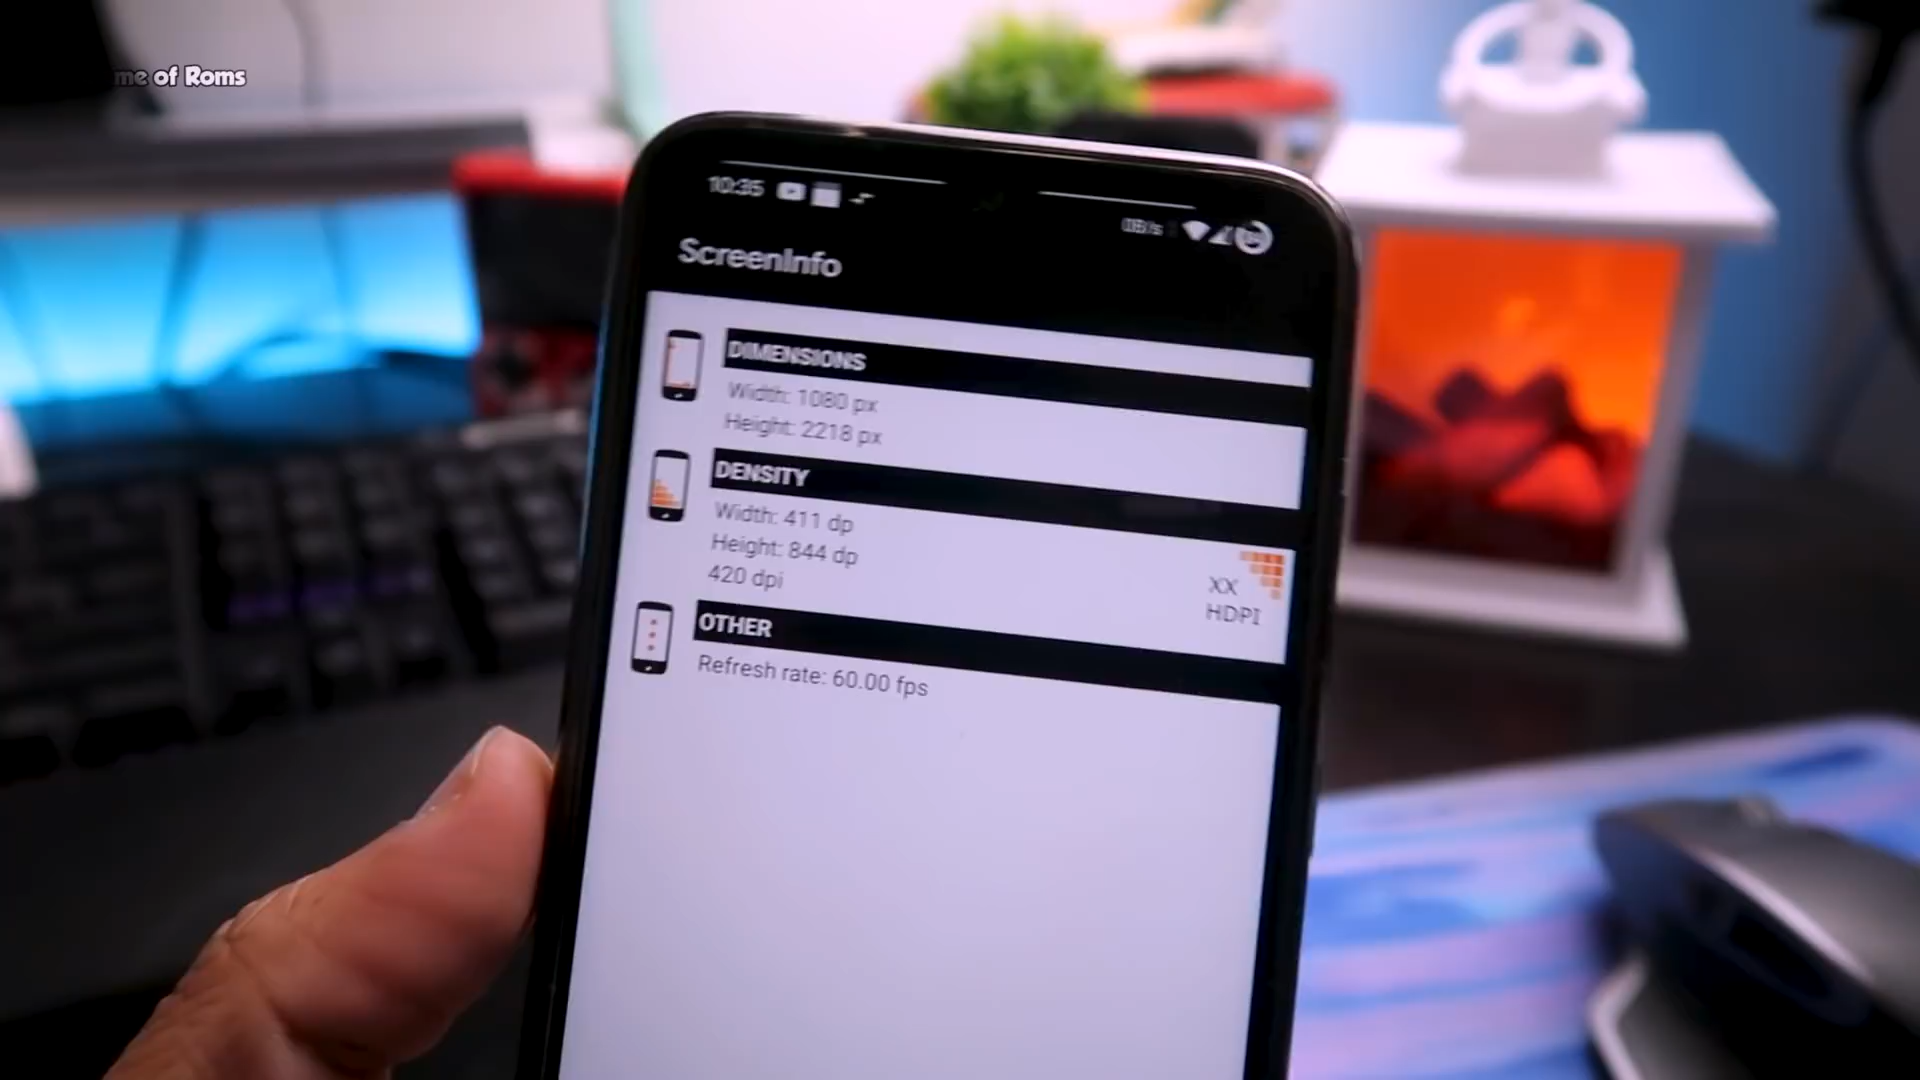 me of Roms
10:35
0B/s
ScreenInfo
DIMENSIONS
Width: 1080 px
Height: 2218 px
DENSITY
Width: 411 dp
Height: 844 dp
420 dpi
XX
HDPI
OTHER
Refresh rate: 60.00 fps